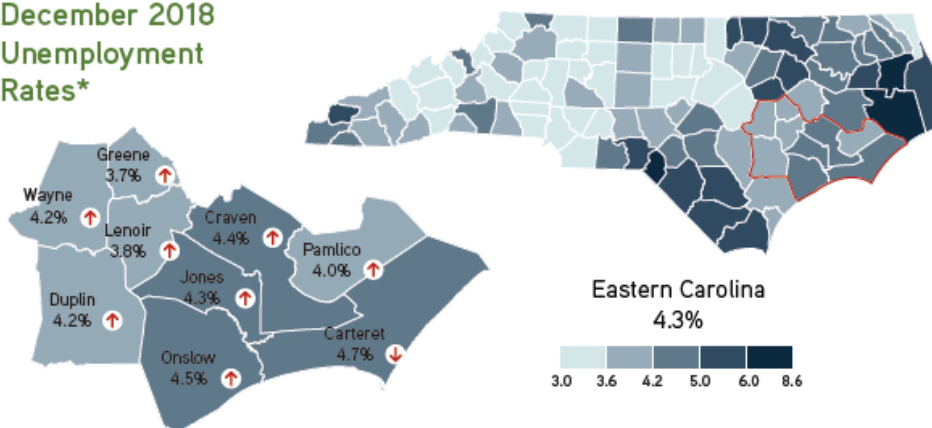 December 2018
Unemployment
Rates*
Greene
3.7%
Wayne
4.2%
Lenoir
3.8%
Craven
4.4%
Pamlico
4.0%
Jones
4.3%
Duplin
4.2%
Carteret
4.7%
Onslow
4.5%
Eastern Carolina
4.3%
3.0 3.6 4.2 5.0 6.0 8.6